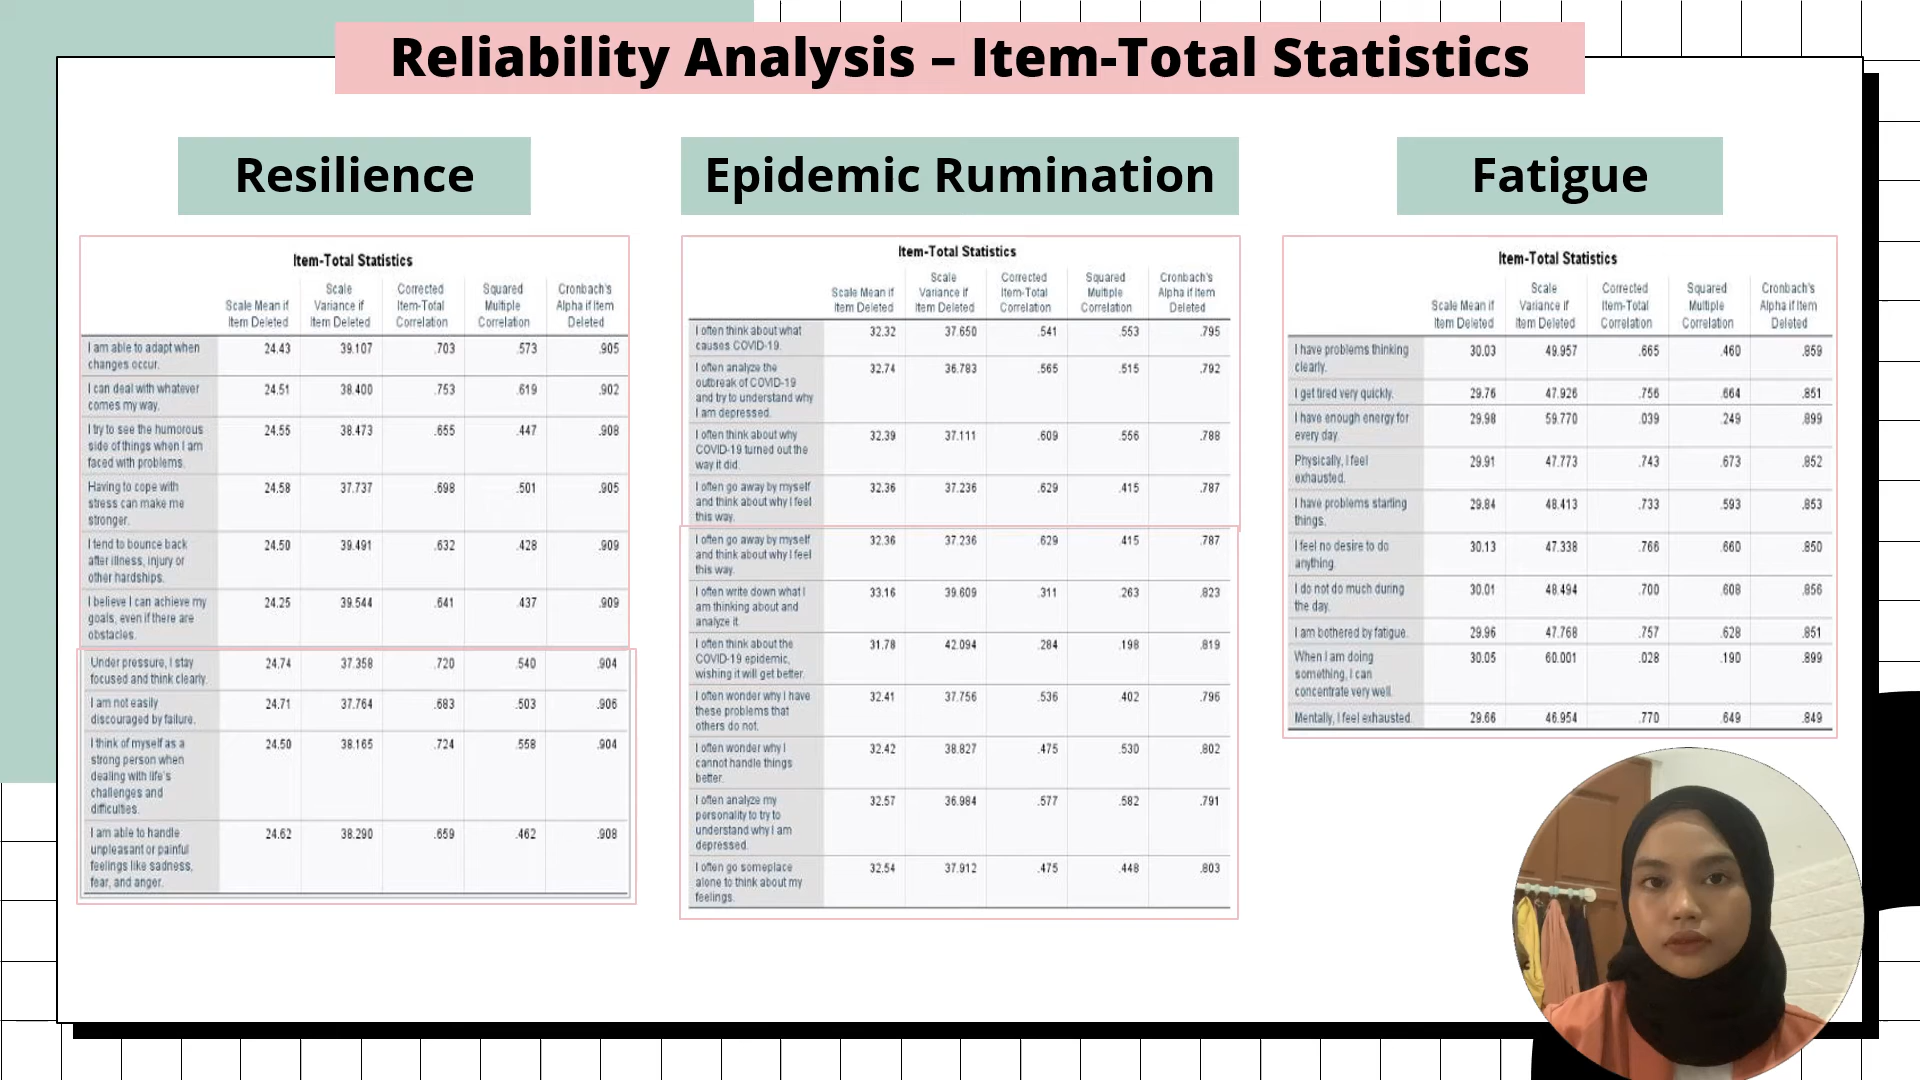 Reliability Analysis – Item-Total Statistics
Resilience
Item-Total Statistics
Scale Mean if Item Deleted | Scale Variance if Item Deleted | Corrected Item-Total Correlation | Squared Multiple Correlation | Cronbach's Alpha if Item Deleted
I am able to adapt when changes occur. 24.43 39.107 .703 .573 .905
I can deal with whatever comes my way. 24.51 38.400 .753 .619 .902
I try to see the humorous side of things when I am faced with problems. 24.55 38.473 .655 .447 .908
Having to cope with stress can make me stronger. 24.58 37.737 .698 .501 .905
I tend to bounce back after illness, injury or other hardships. 24.50 39.491 .632 .428 .909
I believe I can achieve my goals, even if there are obstacles. 24.25 39.544 .641 .437 .909
Under pressure, I stay focused and think clearly. 24.74 37.358 .720 .540 .904
I am not easily discouraged by failure. 24.71 37.764 .683 .503 .906
I think of myself as a strong person when dealing with life's challenges and difficulties. 24.50 38.165 .724 .558 .904
I am able to handle unpleasant or painful feelings like sadness, fear, and anger. 24.62 38.290 .659 .462 .908
Epidemic Rumination
Item-Total Statistics
Scale Mean if Item Deleted | Scale Variance if Item Deleted | Corrected Item-Total Correlation | Squared Multiple Correlation | Cronbach's Alpha if Item Deleted
I often think about what causes COVID-19. 32.32 37.650 .541 .553 .795
I often analyze the outbreak of COVID-19 and try to understand why I am depressed. 32.74 36.783 .565 .515 .792
I often think about why COVID-19 turned out the way it did. 32.39 37.111 .609 .556 .788
I often go away by myself and think about why I feel this way. 32.36 37.236 .629 .415 .787
I often go away by myself and think about why I feel this way. 32.36 37.236 .629 .415 .787
I often write down what I am thinking about and analyze it. 33.16 39.609 .311 .263 .823
I often think about the COVID-19 epidemic, wishing it will get better. 31.78 42.094 .284 .198 .819
I often wonder why I have these problems that others do not. 32.41 37.756 .536 .402 .796
I often wonder why I cannot handle things better. 32.42 38.827 .475 .530 .802
I often analyze my personality to try to understand why I am depressed. 32.57 36.984 .577 .582 .791
I often go someplace alone to think about my feelings. 32.54 37.912 .475 .448 .803
Fatigue
Item-Total Statistics
Scale Mean if Item Deleted | Scale Variance if Item Deleted | Corrected Item-Total Correlation | Squared Multiple Correlation | Cronbach's Alpha if Item Deleted
I have problems thinking clearly. 30.03 49.957 .665 .460 .859
I get tired very quickly. 29.76 47.926 .756 .664 .851
I have enough energy for every day. 29.98 59.770 .039 .249 .899
Physically, I feel exhausted. 29.91 47.773 .743 .673 .852
I have problems starting things. 29.84 48.413 .733 .593 .853
I feel no desire to do anything. 30.13 47.338 .766 .660 .850
I do not do much during the day. 30.01 48.494 .700 .608 .856
I am bothered by fatigue. 29.96 47.768 .757 .628 .851
When I am doing something, I can concentrate very well. 30.05 60.001 .028 .190 .899
Mentally, I feel exhausted. 29.66 46.954 .770 .649 .849